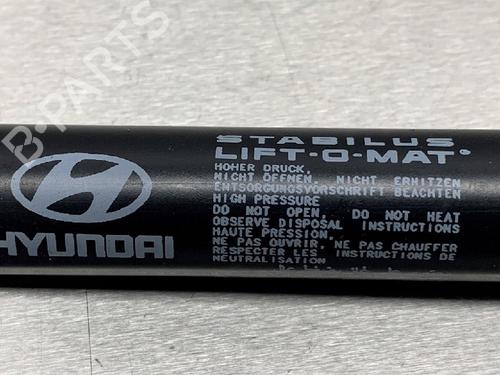 B-PARTS
HYUNDAI
STABILUS
LIFT-O-MAT®
HOHER DRUCK.
NICHT ÖFFNEN. NICHT ERHITZEN
ENTSORGUNGSVORSCHRIFT BEACHTEN
HIGH PRESSURE
DO NOT OPEN. DO NOT HEAT
OBSERVE DISPOSAL INSTRUCTIONS
HAUTE PRESSION.
NE PAS OUVRIR. NE PAS CHAUFFER
RESPECTER LES INSTRUCTIONS DE
NEUTRALISATION